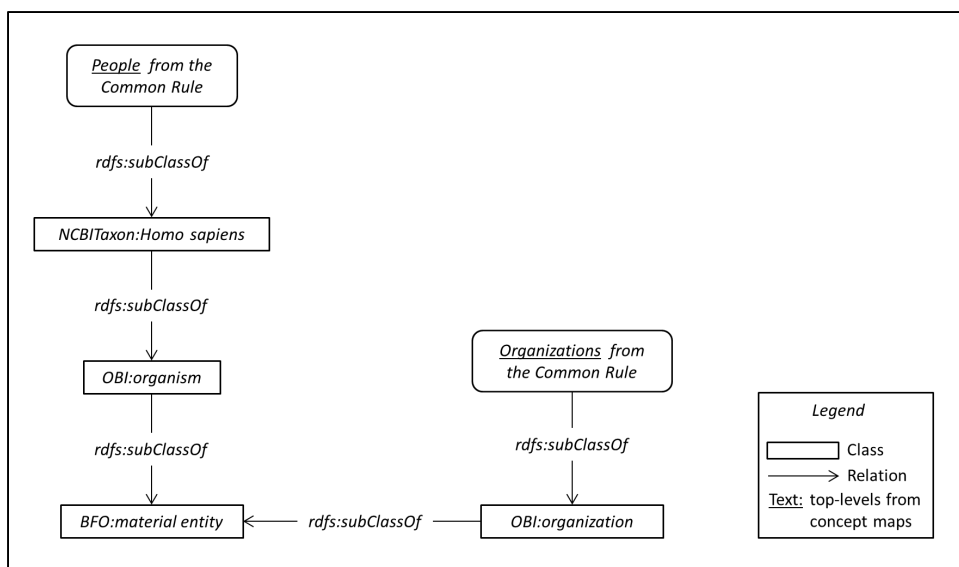 People from the
Common Rule
rdfs:subClassOf
NCBITaxon:Homo sapiens
rdfs:subClassOf
OBI:organism
rdfs:subClassOf
BFO:material entity
rdfs:subClassOf
Organizations from
the Common Rule
rdfs:subClassOf
OBI:organization
Legend
Class
Relation
Text: top-levels from
concept maps